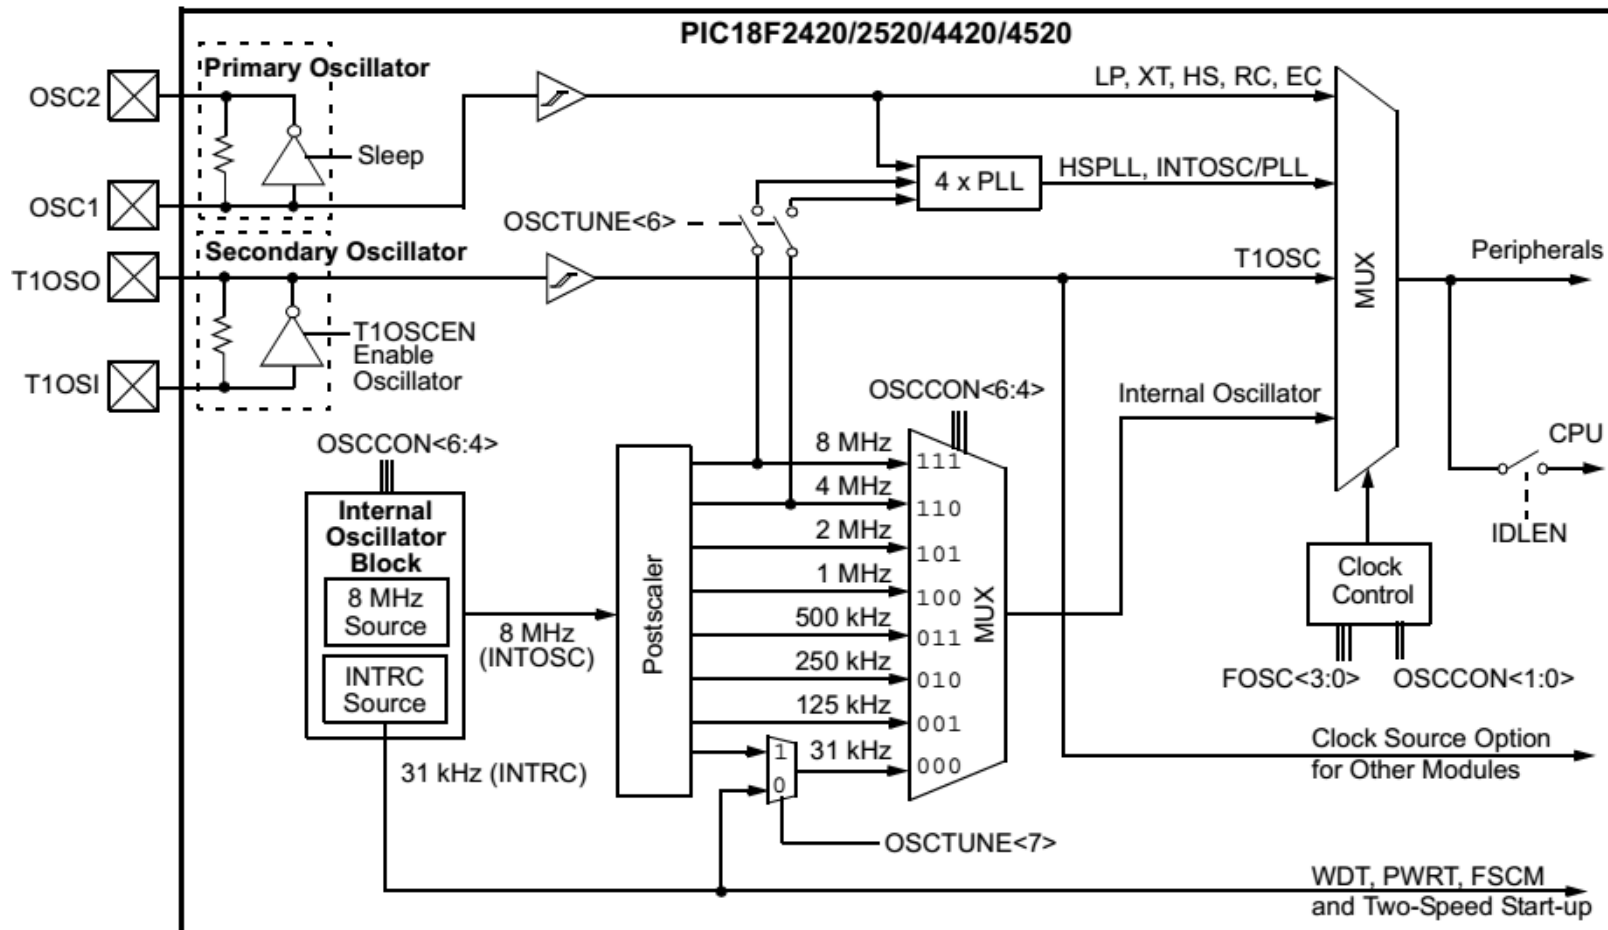 PIC18F2420/2520/4420/4520
Primary Oscillator
OSC2
Sleep
OSC1
LP, XT, HS, RC, EC
4 x PLL
HSPLL, INTOSC/PLL
OSCTUNE<6>
Secondary Oscillator
T1OSO
T1OSC
T1OSCEN
Enable
Oscillator
T1OSI
MUX
Peripherals
Internal Oscillator
CPU
IDLEN
Clock
Control
FOSC<3:0>
OSCCON<1:0>
OSCCON<6:4>
Internal
Oscillator
Block
8 MHz
Source
INTRC
Source
8 MHz
(INTOSC)
31 kHz (INTRC)
Postscaler
OSCCON<6:4>
8 MHz
111
4 MHz
110
2 MHz
101
1 MHz
100
500 kHz
011
250 kHz
010
125 kHz
001
31 kHz
000
MUX
1
0
OSCTUNE<7>
Clock Source Option
for Other Modules
WDT, PWRT, FSCM
and Two-Speed Start-up